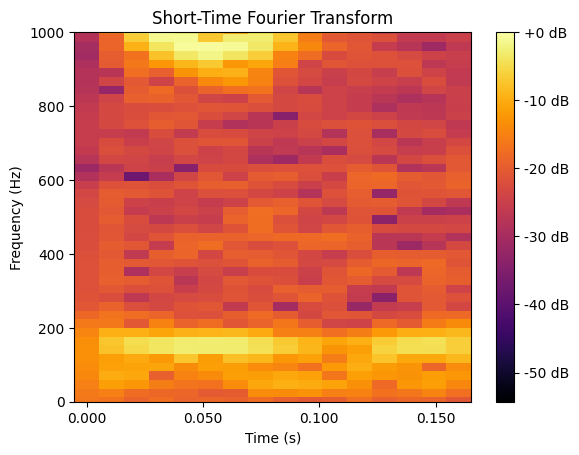 Short-Time Fourier Transform
1000
800
600
400
200
0
Frequency (Hz)
0.000
0.050
0.100
0.150
Time (s)
+0 dB
-10 dB
-20 dB
-30 dB
-40 dB
-50 dB